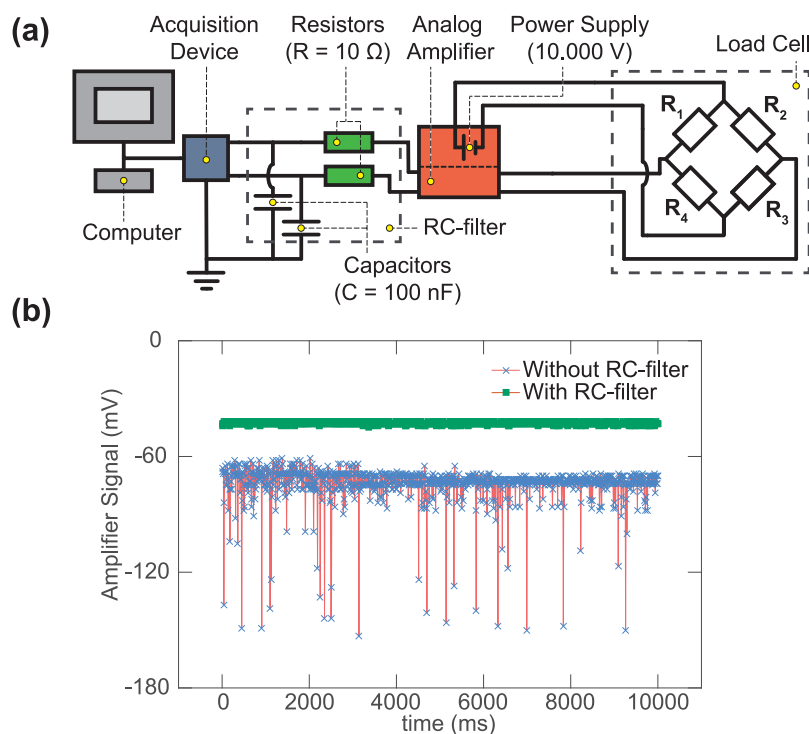 (a)
Acquisition
Device
Resistors
(R = 10 Ω)
Analog
Amplifier
Power Supply
(10.000 V)
Load Cell
R1
R2
R4
R3
Computer
RC-filter
Capacitors
(C = 100 nF)
(b)
0
-60
-120
-180
Amplifier Signal (mV)
Without RC-filter
With RC-filter
0 2000 4000 6000 8000 10000
time (ms)